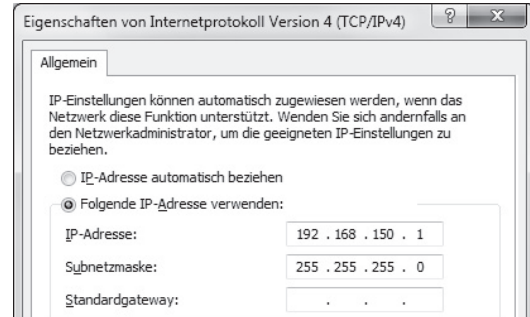 Eigenschaften von Internetprotokoll Version 4 (TCP/IPv4)
Allgemein
IP-Einstellungen können automatisch zugewiesen werden, wenn das
Netzwerk diese Funktion unterstützt. Wenden Sie sich andernfalls an
den Netzwerkadministrator, um die geeigneten IP-Einstellungen zu
beziehen.
IP-Adresse automatisch beziehen
Folgende IP-Adresse verwenden:
IP-Adresse: 192 . 168 . 150 . 1
Subnetzmaske: 255 . 255 . 255 . 0
Standardgateway: . . .